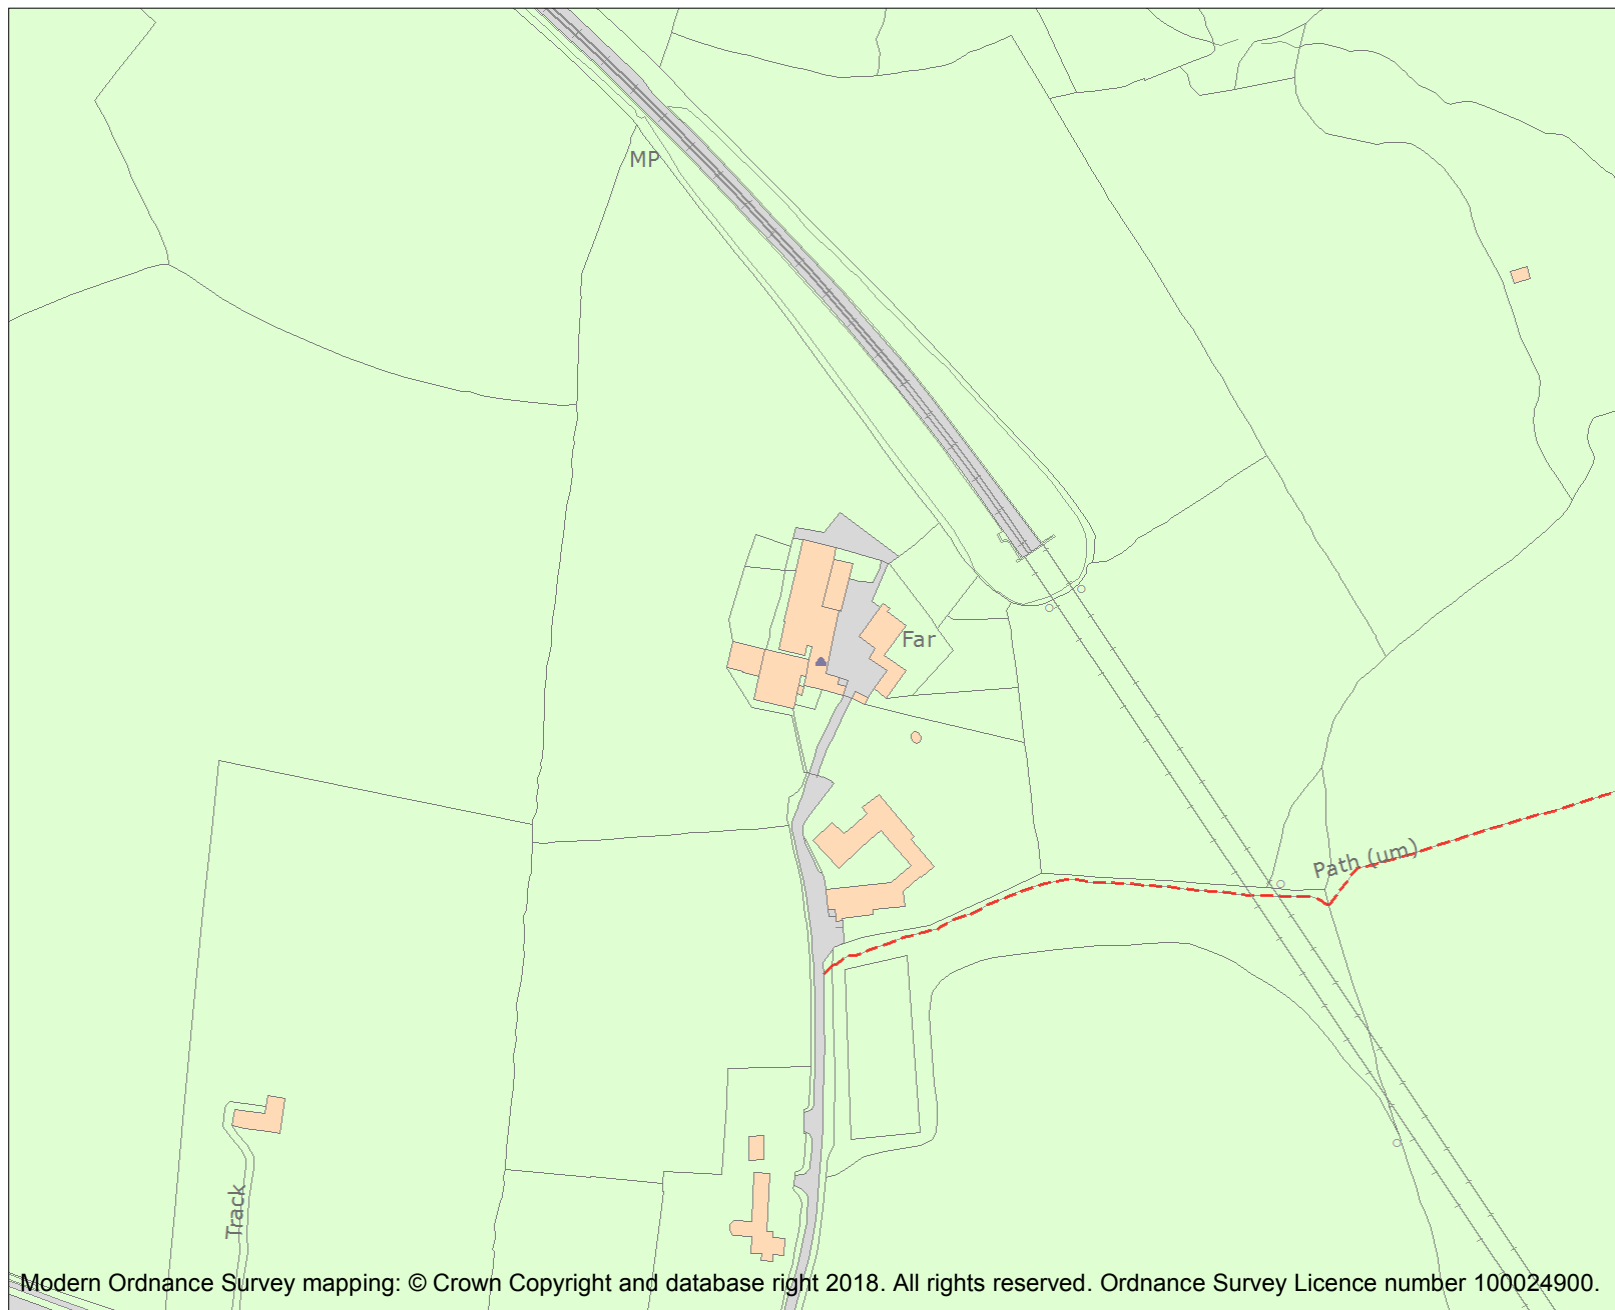 MP
Far
Path (um)
Track
Modern Ordnance Survey mapping: © Crown Copyright and database right 2018. All rights reserved. Ordnance Survey Licence number 100024900.